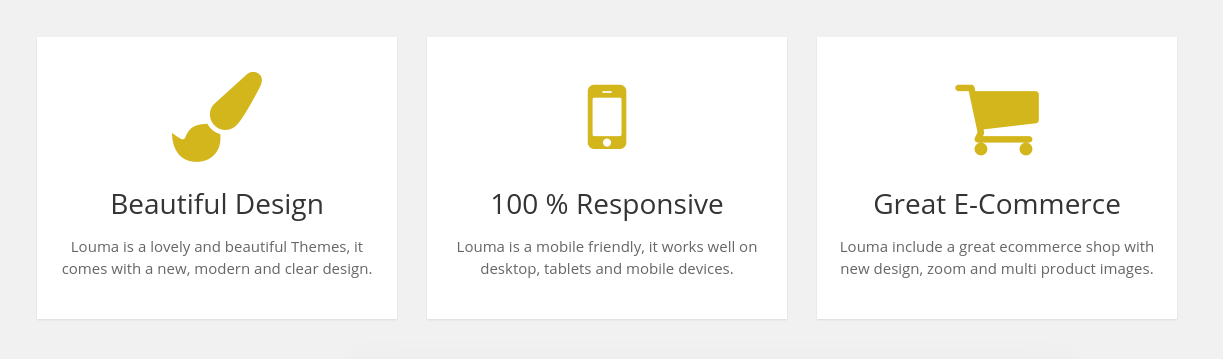 Beautiful Design
Louma is a lovely and beautiful Themes, it
comes with a new, modern and clear design.
100 % Responsive
Louma is a mobile friendly, it works well on
desktop, tablets and mobile devices.
Great E-Commerce
Louma include a great ecommerce shop with
new design, zoom and multi product images.